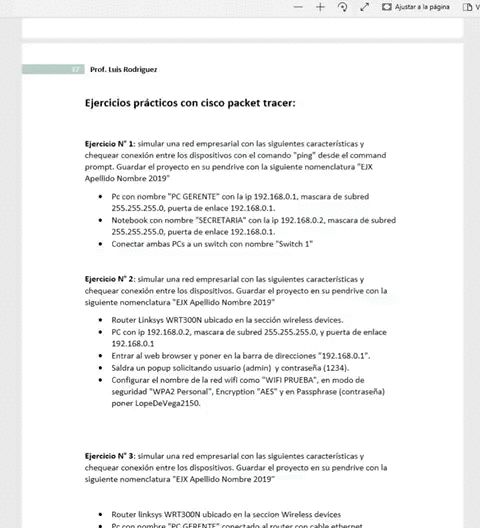 Ajustar a la página
V
17 Prof. Luis Rodriguez
Ejercicios prácticos con cisco packet tracer:
Ejercicio N° 1: simular una red empresarial con las siguientes características y
chequear conexión entre los dispositivos con el comando "ping" desde el command
prompt. Guardar el proyecto en su pendrive con la siguiente nomenclatura "EJX
Apellido Nombre 2019"
• Pc con nombre "PC GERENTE" con la ip 192.168.0.1, mascara de subred
255.255.255.0, puerta de enlace 192.168.0.1.
• Notebook con nombre "SECRETARIA" con la ip 192.168.0.2, mascara de subred
255.255.255.0, puerta de enlace 192.168.0.1.
• Conectar ambas PCs a un switch con nombre "Switch 1"
Ejercicio N° 2: simular una red empresarial con las siguientes características y
chequear conexión entre los dispositivos. Guardar el proyecto en su pendrive con la
siguiente nomenclatura "EJX Apellido Nombre 2019"
• Router Linksys WRT300N ubicado en la sección wireless devices.
• PC con ip 192.168.0.2, mascara de subred 255.255.255.0, y puerta de enlace
192.168.0.1
• Entrar al web browser y poner en la barra de direcciones "192.168.0.1".
• Saldra un popup solicitando usuario (admin) y contraseña (1234).
• Configurar el nombre de la red wifi como "WIFI PRUEBA", en modo de
seguridad "WPA2 Personal", Encryption "AES" y en Passphrase (contraseña)
poner LopeDeVega2150.
Ejercicio N° 3: simular una red empresarial con las siguientes características y
chequear conexión entre los dispositivos. Guardar el proyecto en su pendrive con la
siguiente nomenclatura "EJX Apellido Nombre 2019"
• Router linksys WRT300N ubicado en la seccion Wireless devices
• Pc con nombre "PC GERENTE" conectado al router con cable ethernet